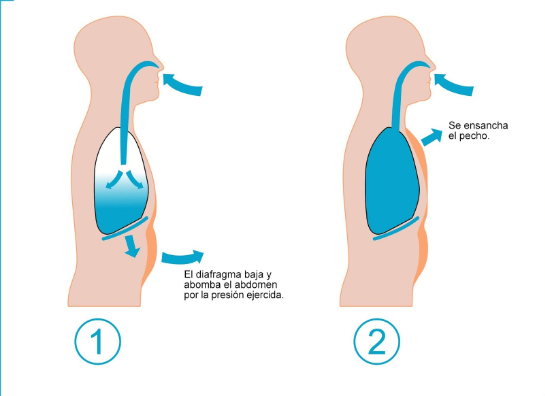 Se ensancha
el pecho.
El diafragma baja y
abomba el abdomen
por la presión ejercida.
1
2